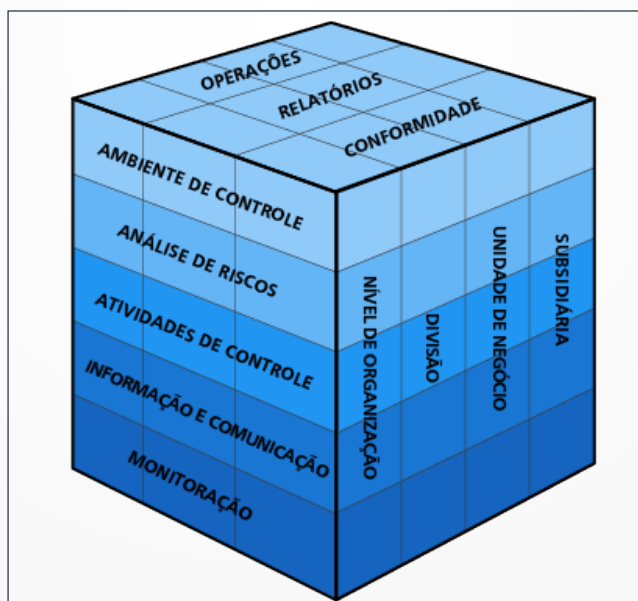 OPERAÇÕES
RELATÓRIOS
CONFORMIDADE
AMBIENTE DE CONTROLE
ANÁLISE DE RISCOS
ATIVIDADES DE CONTROLE
INFORMAÇÃO E COMUNICAÇÃO
MONITORAÇÃO
NÍVEL DE ORGANIZAÇÃO
DIVISÃO
UNIDADE DE NEGÓCIO
SUBSIDIÁRIA